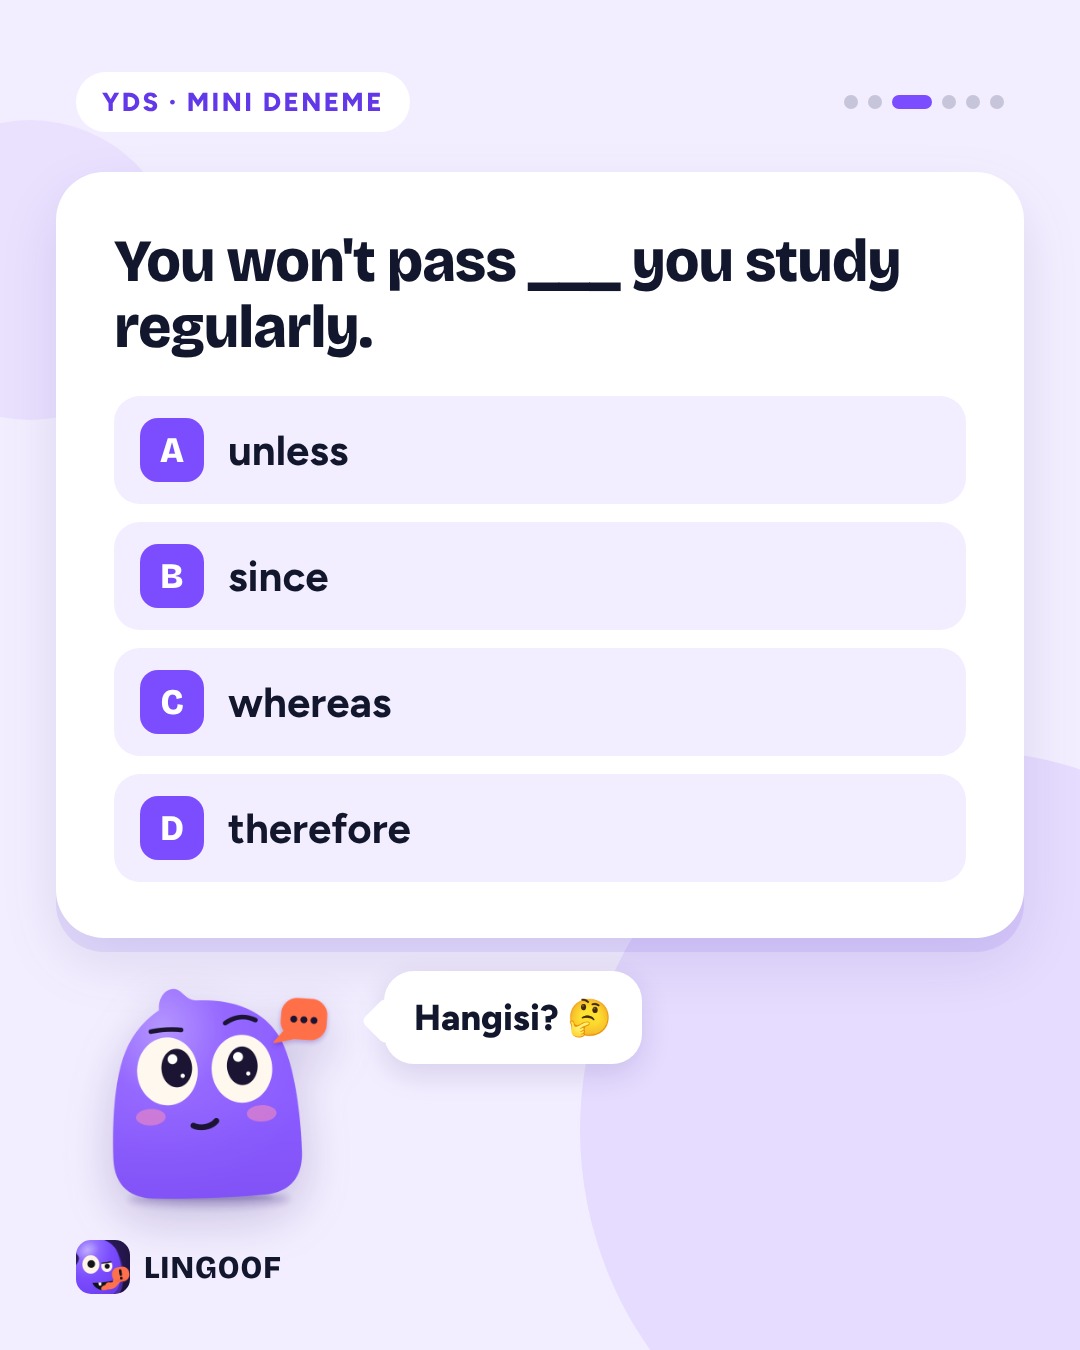 YDS · MINI DENEME
You won't pass ___ you study
regularly.
A unless
B since
C whereas
D therefore
Hangisi? 🤔
LINGOOF